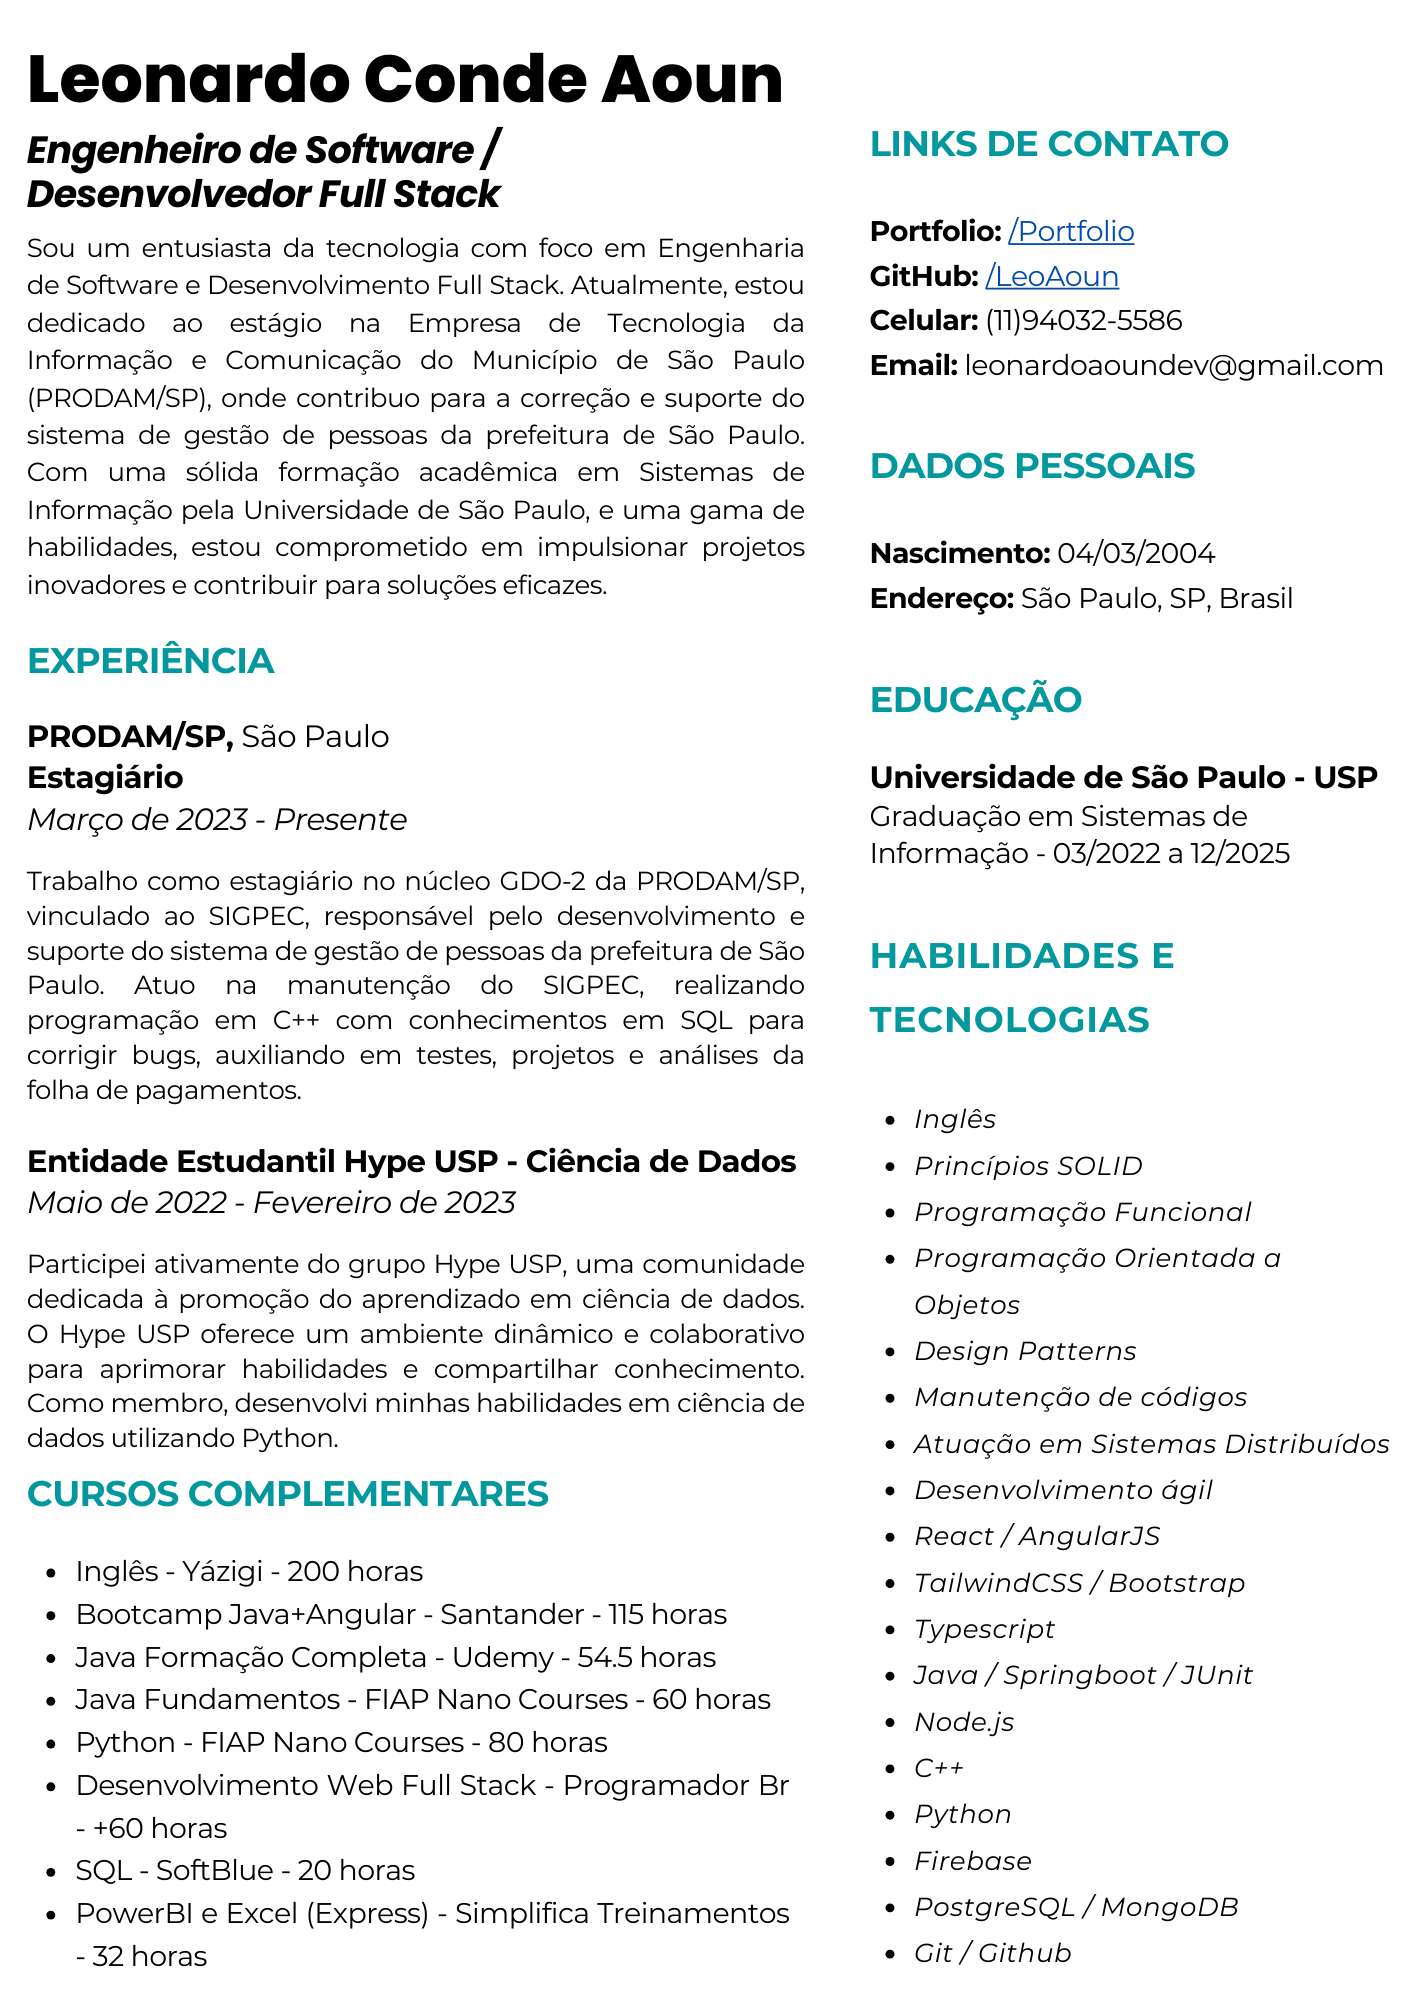 Leonardo Conde Aoun
Engenheiro de Software /
Desenvolvedor Full Stack
Sou um entusiasta da tecnologia com foco em Engenharia
de Software e Desenvolvimento Full Stack. Atualmente, estou
dedicado ao estágio na Empresa de Tecnologia da
Informação e Comunicação do Município de São Paulo
(PRODAM/SP), onde contribuo para a correção e suporte do
sistema de gestão de pessoas da prefeitura de São Paulo.
Com uma sólida formação acadêmica em Sistemas de
Informação pela Universidade de São Paulo, e uma gama de
habilidades, estou comprometido em impulsionar projetos
inovadores e contribuir para soluções eficazes.
EXPERIÊNCIA
PRODAM/SP, São Paulo
Estagiário
Março de 2023 - Presente
Trabalho como estagiário no núcleo GDO-2 da PRODAM/SP,
vinculado ao SIGPEC, responsável pelo desenvolvimento e
suporte do sistema de gestão de pessoas da prefeitura de São
Paulo. Atuo na manutenção do SIGPEC, realizando
programação em C++ com conhecimentos em SQL para
corrigir bugs, auxiliando em testes, projetos e análises da
folha de pagamentos.
Entidade Estudantil Hype USP - Ciência de Dados
Maio de 2022 - Fevereiro de 2023
Participei ativamente do grupo Hype USP, uma comunidade
dedicada à promoção do aprendizado em ciência de dados.
O Hype USP oferece um ambiente dinâmico e colaborativo
para aprimorar habilidades e compartilhar conhecimento.
Como membro, desenvolvi minhas habilidades em ciência de
dados utilizando Python.
CURSOS COMPLEMENTARES
• Inglês - Yázigi - 200 horas
• Bootcamp Java+Angular - Santander - 115 horas
• Java Formação Completa - Udemy - 54.5 horas
• Java Fundamentos - FIAP Nano Courses - 60 horas
• Python - FIAP Nano Courses - 80 horas
• Desenvolvimento Web Full Stack - Programador Br
- +60 horas
• SQL - SoftBlue - 20 horas
• PowerBI e Excel (Express) - Simplifica Treinamentos
- 32 horas
LINKS DE CONTATO
Portfolio: /Portfolio
GitHub: /LeoAoun
Celular: (11)94032-5586
Email: leonardoaoundev@gmail.com
DADOS PESSOAIS
Nascimento: 04/03/2004
Endereço: São Paulo, SP, Brasil
EDUCAÇÃO
Universidade de São Paulo - USP
Graduação em Sistemas de
Informação - 03/2022 a 12/2025
HABILIDADES E
TECNOLOGIAS
• Inglês
• Princípios SOLID
• Programação Funcional
• Programação Orientada a
Objetos
• Design Patterns
• Manutenção de códigos
• Atuação em Sistemas Distribuídos
• Desenvolvimento ágil
• React / AngularJS
• TailwindCSS / Bootstrap
• Typescript
• Java / Springboot / JUnit
• Node.js
• C++
• Python
• Firebase
• PostgreSQL / MongoDB
• Git / Github